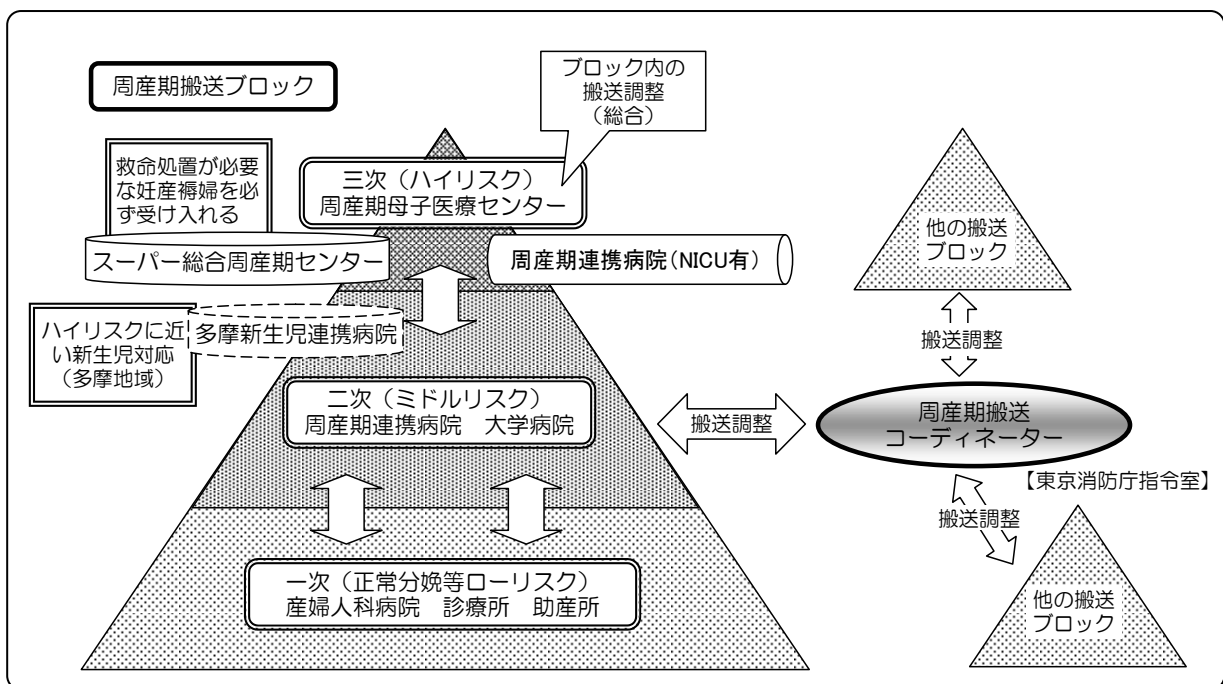 周産期搬送ブロック
ブロック内の
搬送調整
（総合）
救命処置が必要
な妊産褥婦を必
ず受け入れる
三次（ハイリスク）
周産期母子医療センター
スーパー総合周産期センター
周産期連携病院（NICU有）
ハイリスクに近
い新生児対応
（多摩地域）
多摩新生児連携病院
二次（ミドルリスク）
周産期連携病院　大学病院
一次（正常分娩等ローリスク）
産婦人科病院　診療所　助産所
搬送調整
他の搬送
ブロック
搬送調整
周産期搬送
コーディネーター
【東京消防庁指令室】
搬送調整
他の搬送
ブロック